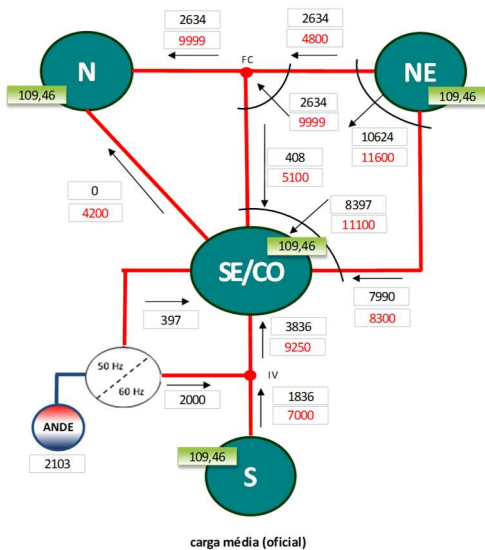 2634
9999
2634
4800
FC
N
NE
109,46
109,46
2634
9999
10624
11600
408
5100
0
4200
8397
11100
109,46
SE/CO
7990
8300
397
3836
9250
50 Hz
60 Hz
IV
2000
1836
7000
ANDE
2103
109,46
S
carga média (oficial)